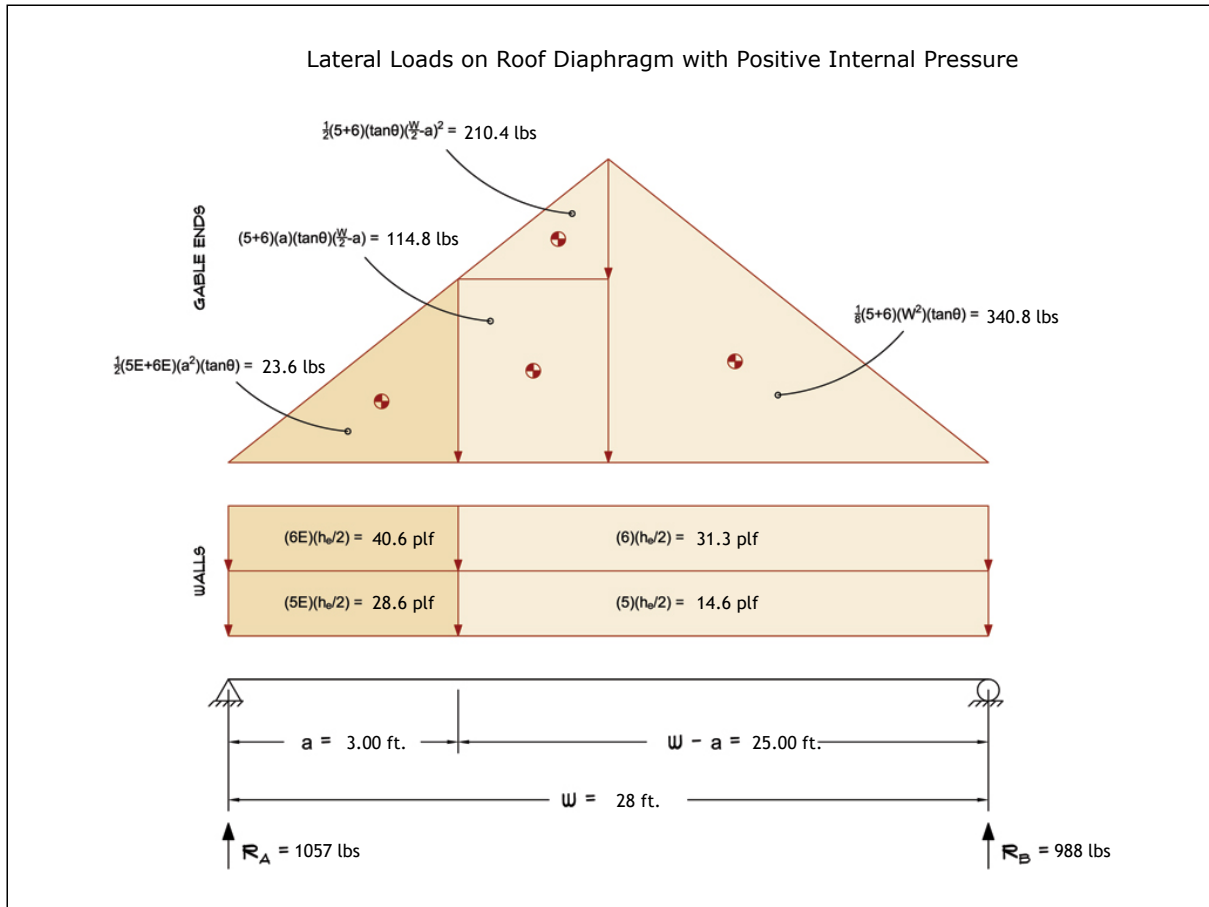 Lateral Loads on Roof Diaphragm with Positive Internal Pressure
½(5+6)(tanθ)(W/2-a)² = 210.4 lbs
GABLE ENDS
(5+6)(a)(tanθ)(W/2-a) = 114.8 lbs
⅛(5+6)(W²)(tanθ) = 340.8 lbs
½(5E+6E)(a²)(tanθ) = 23.6 lbs
WALLS
(6E)(hₑ/2) = 40.6 plf
(6)(hₑ/2) = 31.3 plf
(5E)(hₑ/2) = 28.6 plf
(5)(hₑ/2) = 14.6 plf
a = 3.00 ft.
W - a = 25.00 ft.
W = 28 ft.
R_A = 1057 lbs
R_B = 988 lbs